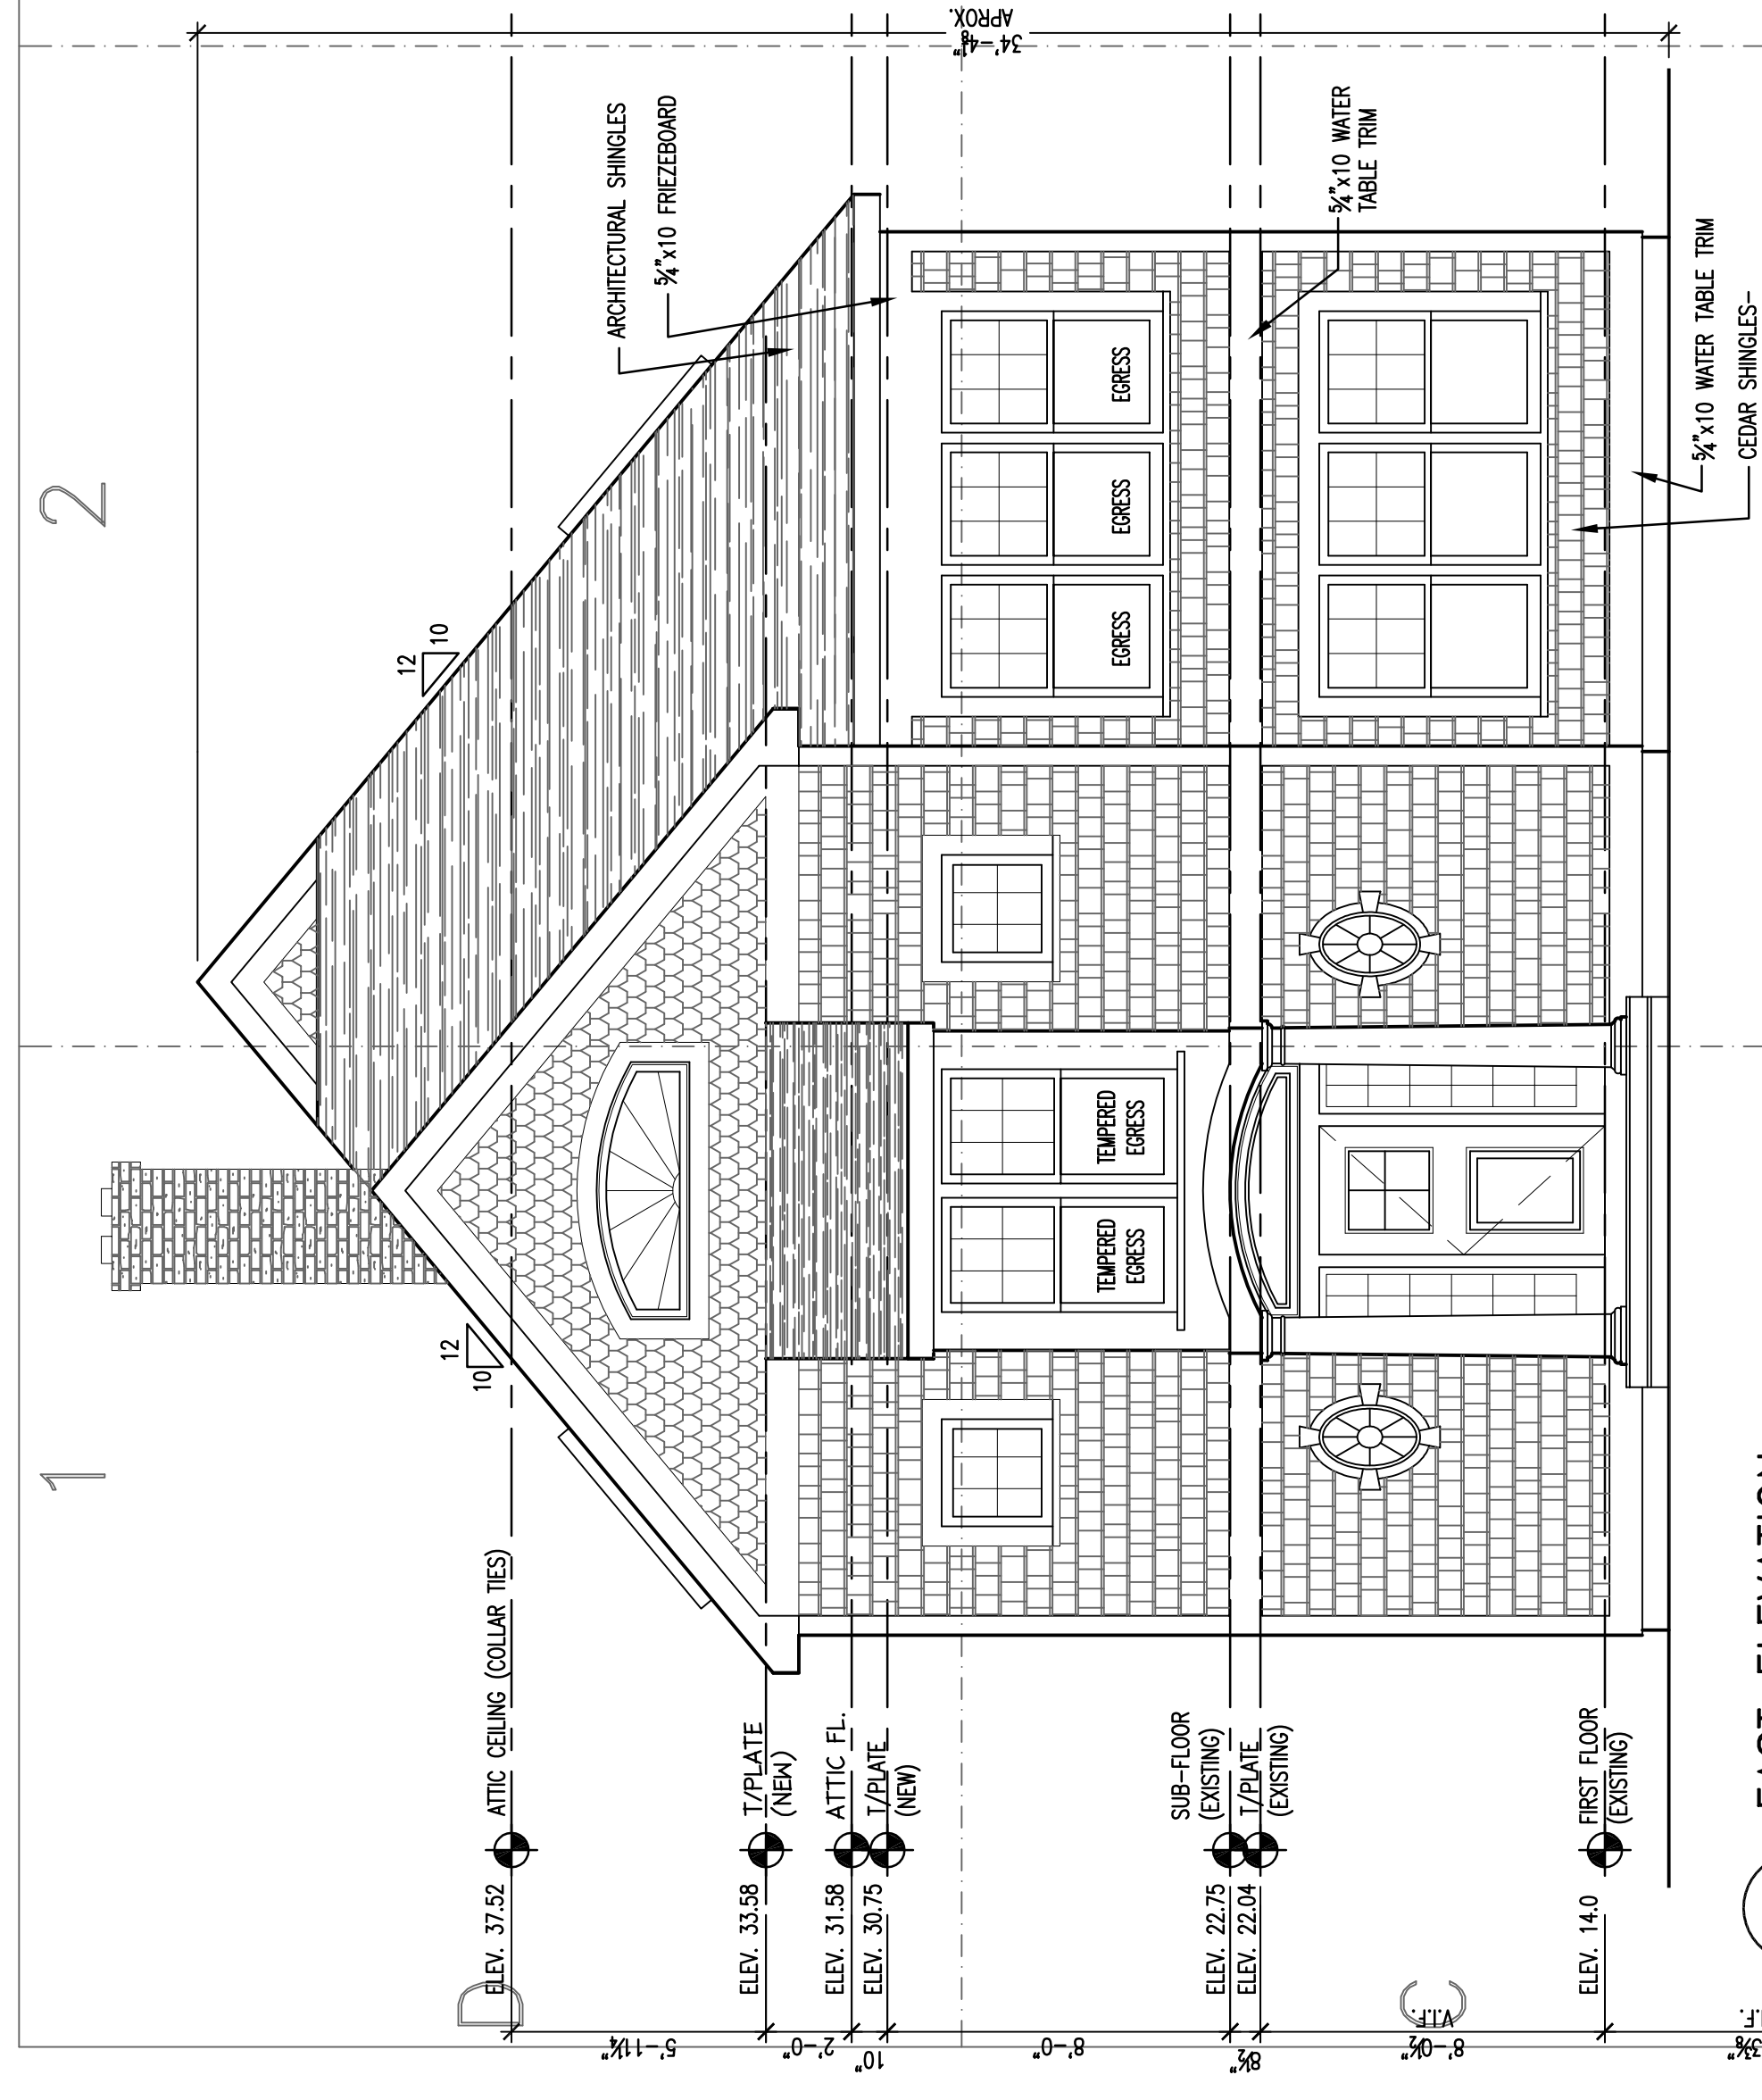 1
2
D
C
34'-4⅛"
APROX.
ARCHITECTURAL SHINGLES
5/4"x10 FRIEZEBOARD
12
10
12
10
5/4"x10 WATER
TABLE TRIM
EGRESS
EGRESS
EGRESS
TEMPERED
EGRESS
TEMPERED
EGRESS
5/4"x10 WATER TABLE TRIM
CEDAR SHINGLES-
ELEV. 37.52
ATTIC CEILING (COLLAR TIES)
ELEV. 33.58
T/PLATE
(NEW)
ELEV. 31.58
ATTIC FL.
ELEV. 30.75
T/PLATE
(NEW)
ELEV. 22.75
SUB-FLOOR
(EXISTING)
ELEV. 22.04
T/PLATE
(EXISTING)
ELEV. 14.0
FIRST FLOOR
(EXISTING)
5'-11¼"
2'-0"
10"
8'-0"
8½"
8'-0½"
V.I.F.
EAST ELEVATION